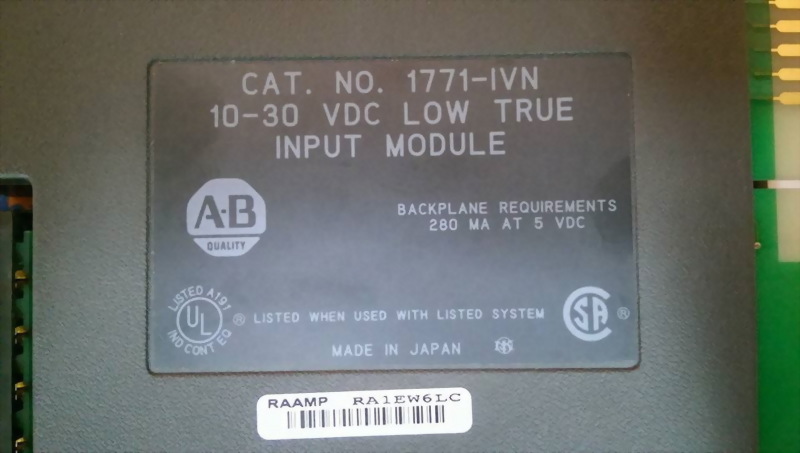 CAT. NO. 1771-IVN
10-30 VDC LOW TRUE
INPUT MODULE
A·B
QUALITY
BACKPLANE REQUIREMENTS
280 MA AT 5 VDC
LISTED A191
UL
IND CONT EQ
® LISTED WHEN USED WITH LISTED SYSTEM
SA ®
MADE IN JAPAN
RAAMP RA1EW6LC